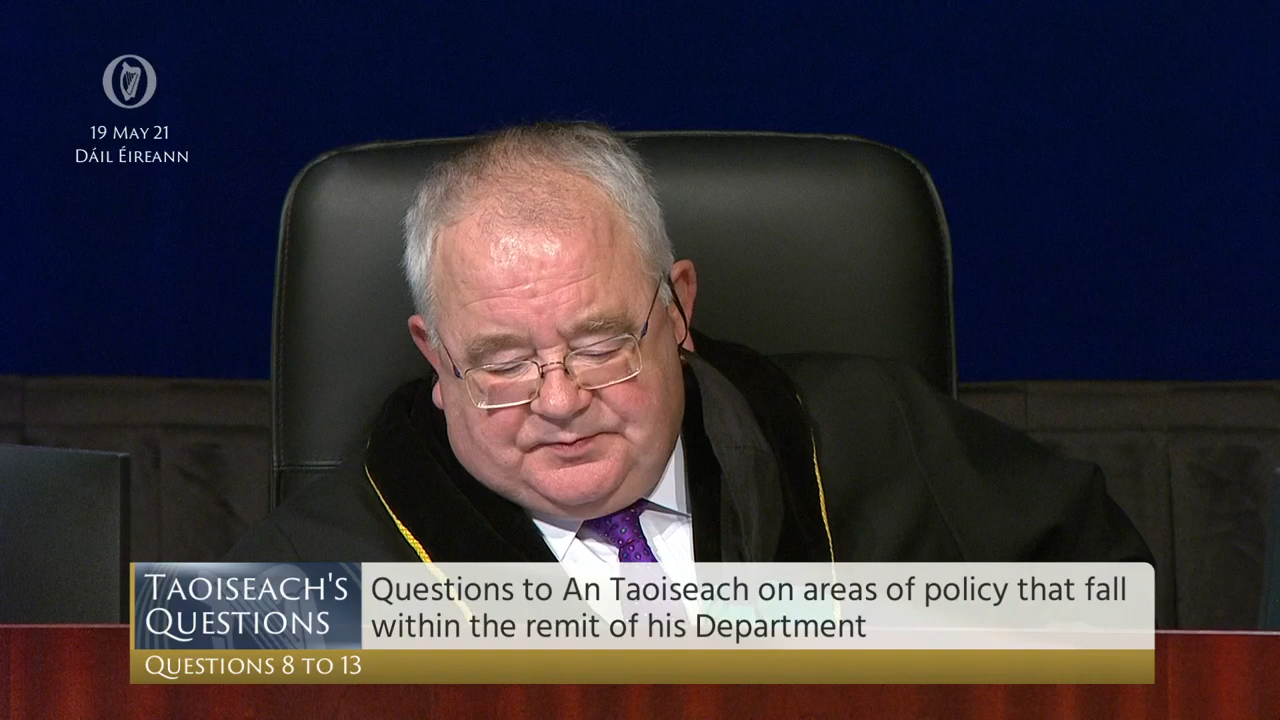 19 May 21
Dáil Éireann
Taoiseach's
Questions
Questions to An Taoiseach on areas of policy that fall
within the remit of his Department
Questions 8 to 13